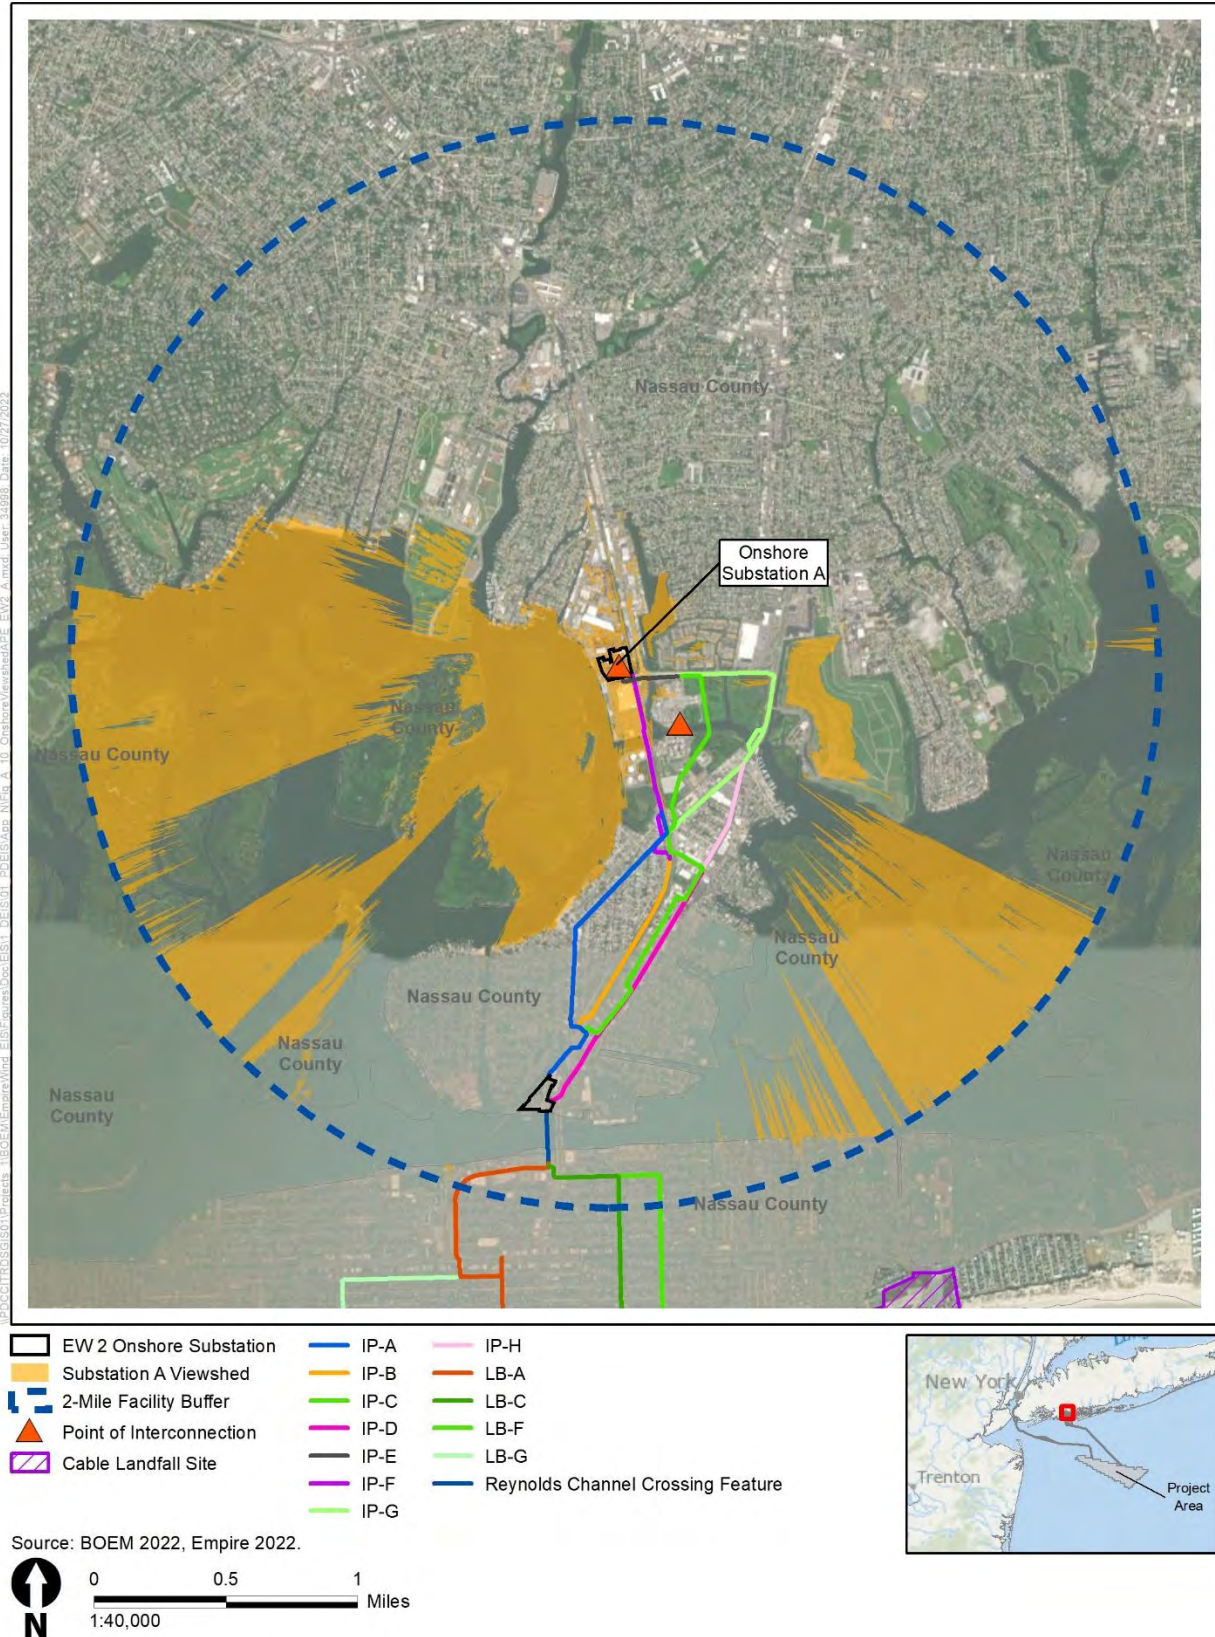 Nassau County
Onshore
Substation A
Nassau
County
Nassau County
Nassau
County
Nassau
County
Nassau County
Nassau
County
Nassau
County
Nassau County
EW 2 Onshore Substation
Substation A Viewshed
2-Mile Facility Buffer
Point of Interconnection
Cable Landfall Site
IP-A
IP-B
IP-C
IP-D
IP-E
IP-F
IP-G
IP-H
LB-A
LB-C
LB-F
LB-G
Reynolds Channel Crossing Feature
New York
Trenton
Project
Area
Source: BOEM 2022, Empire 2022.
N
0 0.5 1
Miles
1:40,000